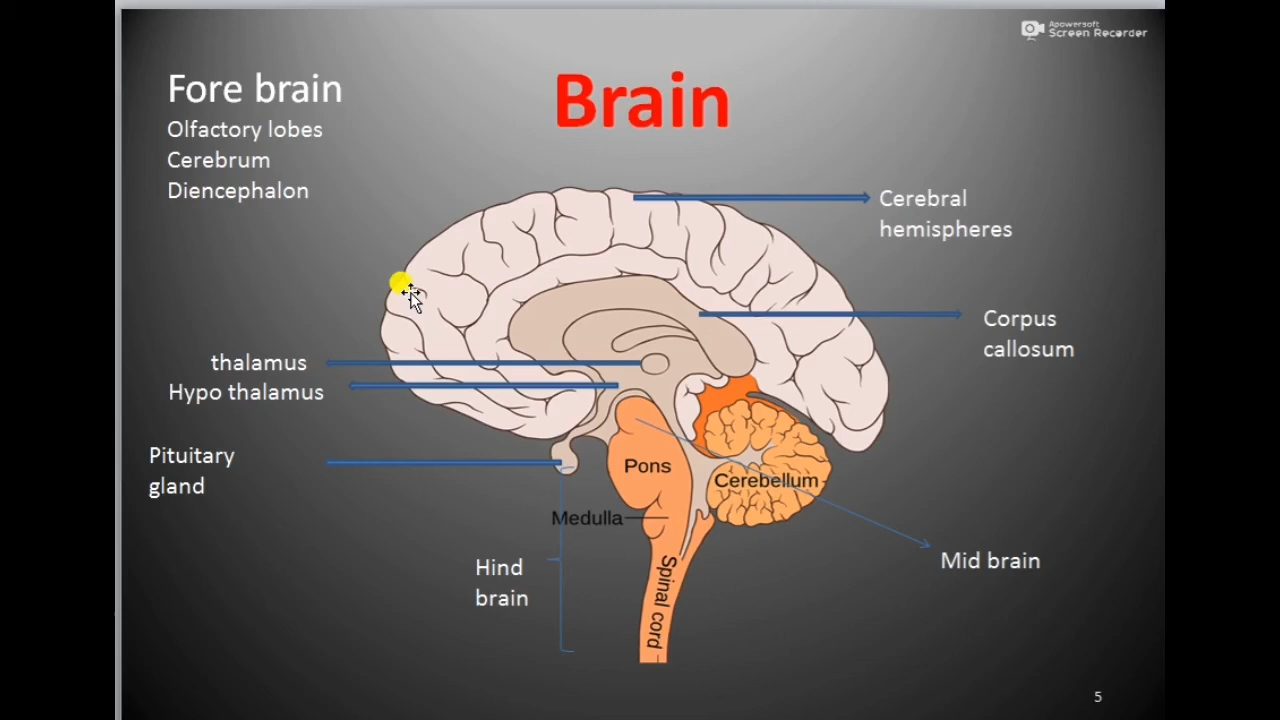 Apowersoft
Screen Recorder
Fore brain
Olfactory lobes
Cerebrum
Diencephalon
Brain
Cerebral
hemispheres
Corpus
callosum
thalamus
Hypo thalamus
Pituitary
gland
Pons
Cerebellum
Medulla
Mid brain
Hind
brain
Spinal cord
5